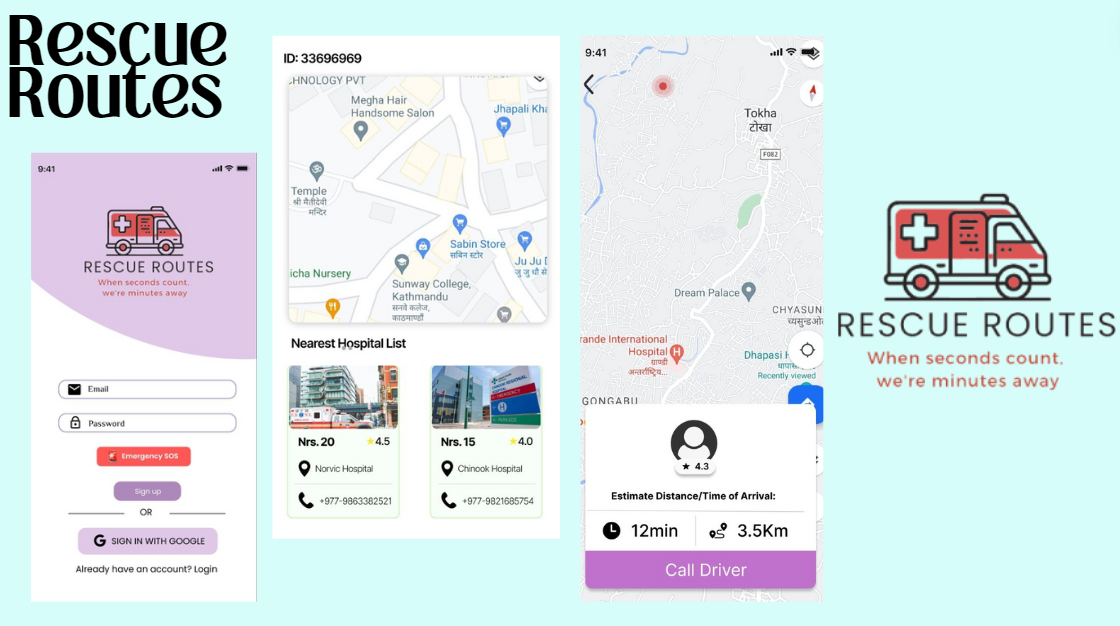 Rescue
Routes
9:41
RESCUE ROUTES
When seconds count,
we're minutes away
Email
Password
Emergency SOS
Sign up
OR
SIGN IN WITH GOOGLE
Already have an account? Login
ID: 33696969
CHNOLOGY PVT
Megha Hair
Handsome Salon
Jhapali Kha
Temple
श्री मैतीदेवी
मन्दिर
Sabin Store
सबिन स्टोर
Ju Ju D
जु जु धौ से
icha Nursery
Sunway College,
Kathmandu
सनवे कलेज,
काठमाण्डौं
Nearest Hospital List
Nrs. 20
4.5
Norvic Hospital
+977-9863382521
Nrs. 15
4.0
Chinook Hospital
+977-9821685754
9:41
Tokha
टोखा
F082
Dream Palace
CHYASUN
च्यसुन्डओल
rande International
Hospital
ग्राण्डी
अन्तर्राष्ट्रिय...
Dhapasi H
धापासी
Recently viewed
GONGABU
4.3
Estimate Distance/Time of Arrival:
12min
3.5Km
Call Driver
RESCUE ROUTES
When seconds count,
we're minutes away